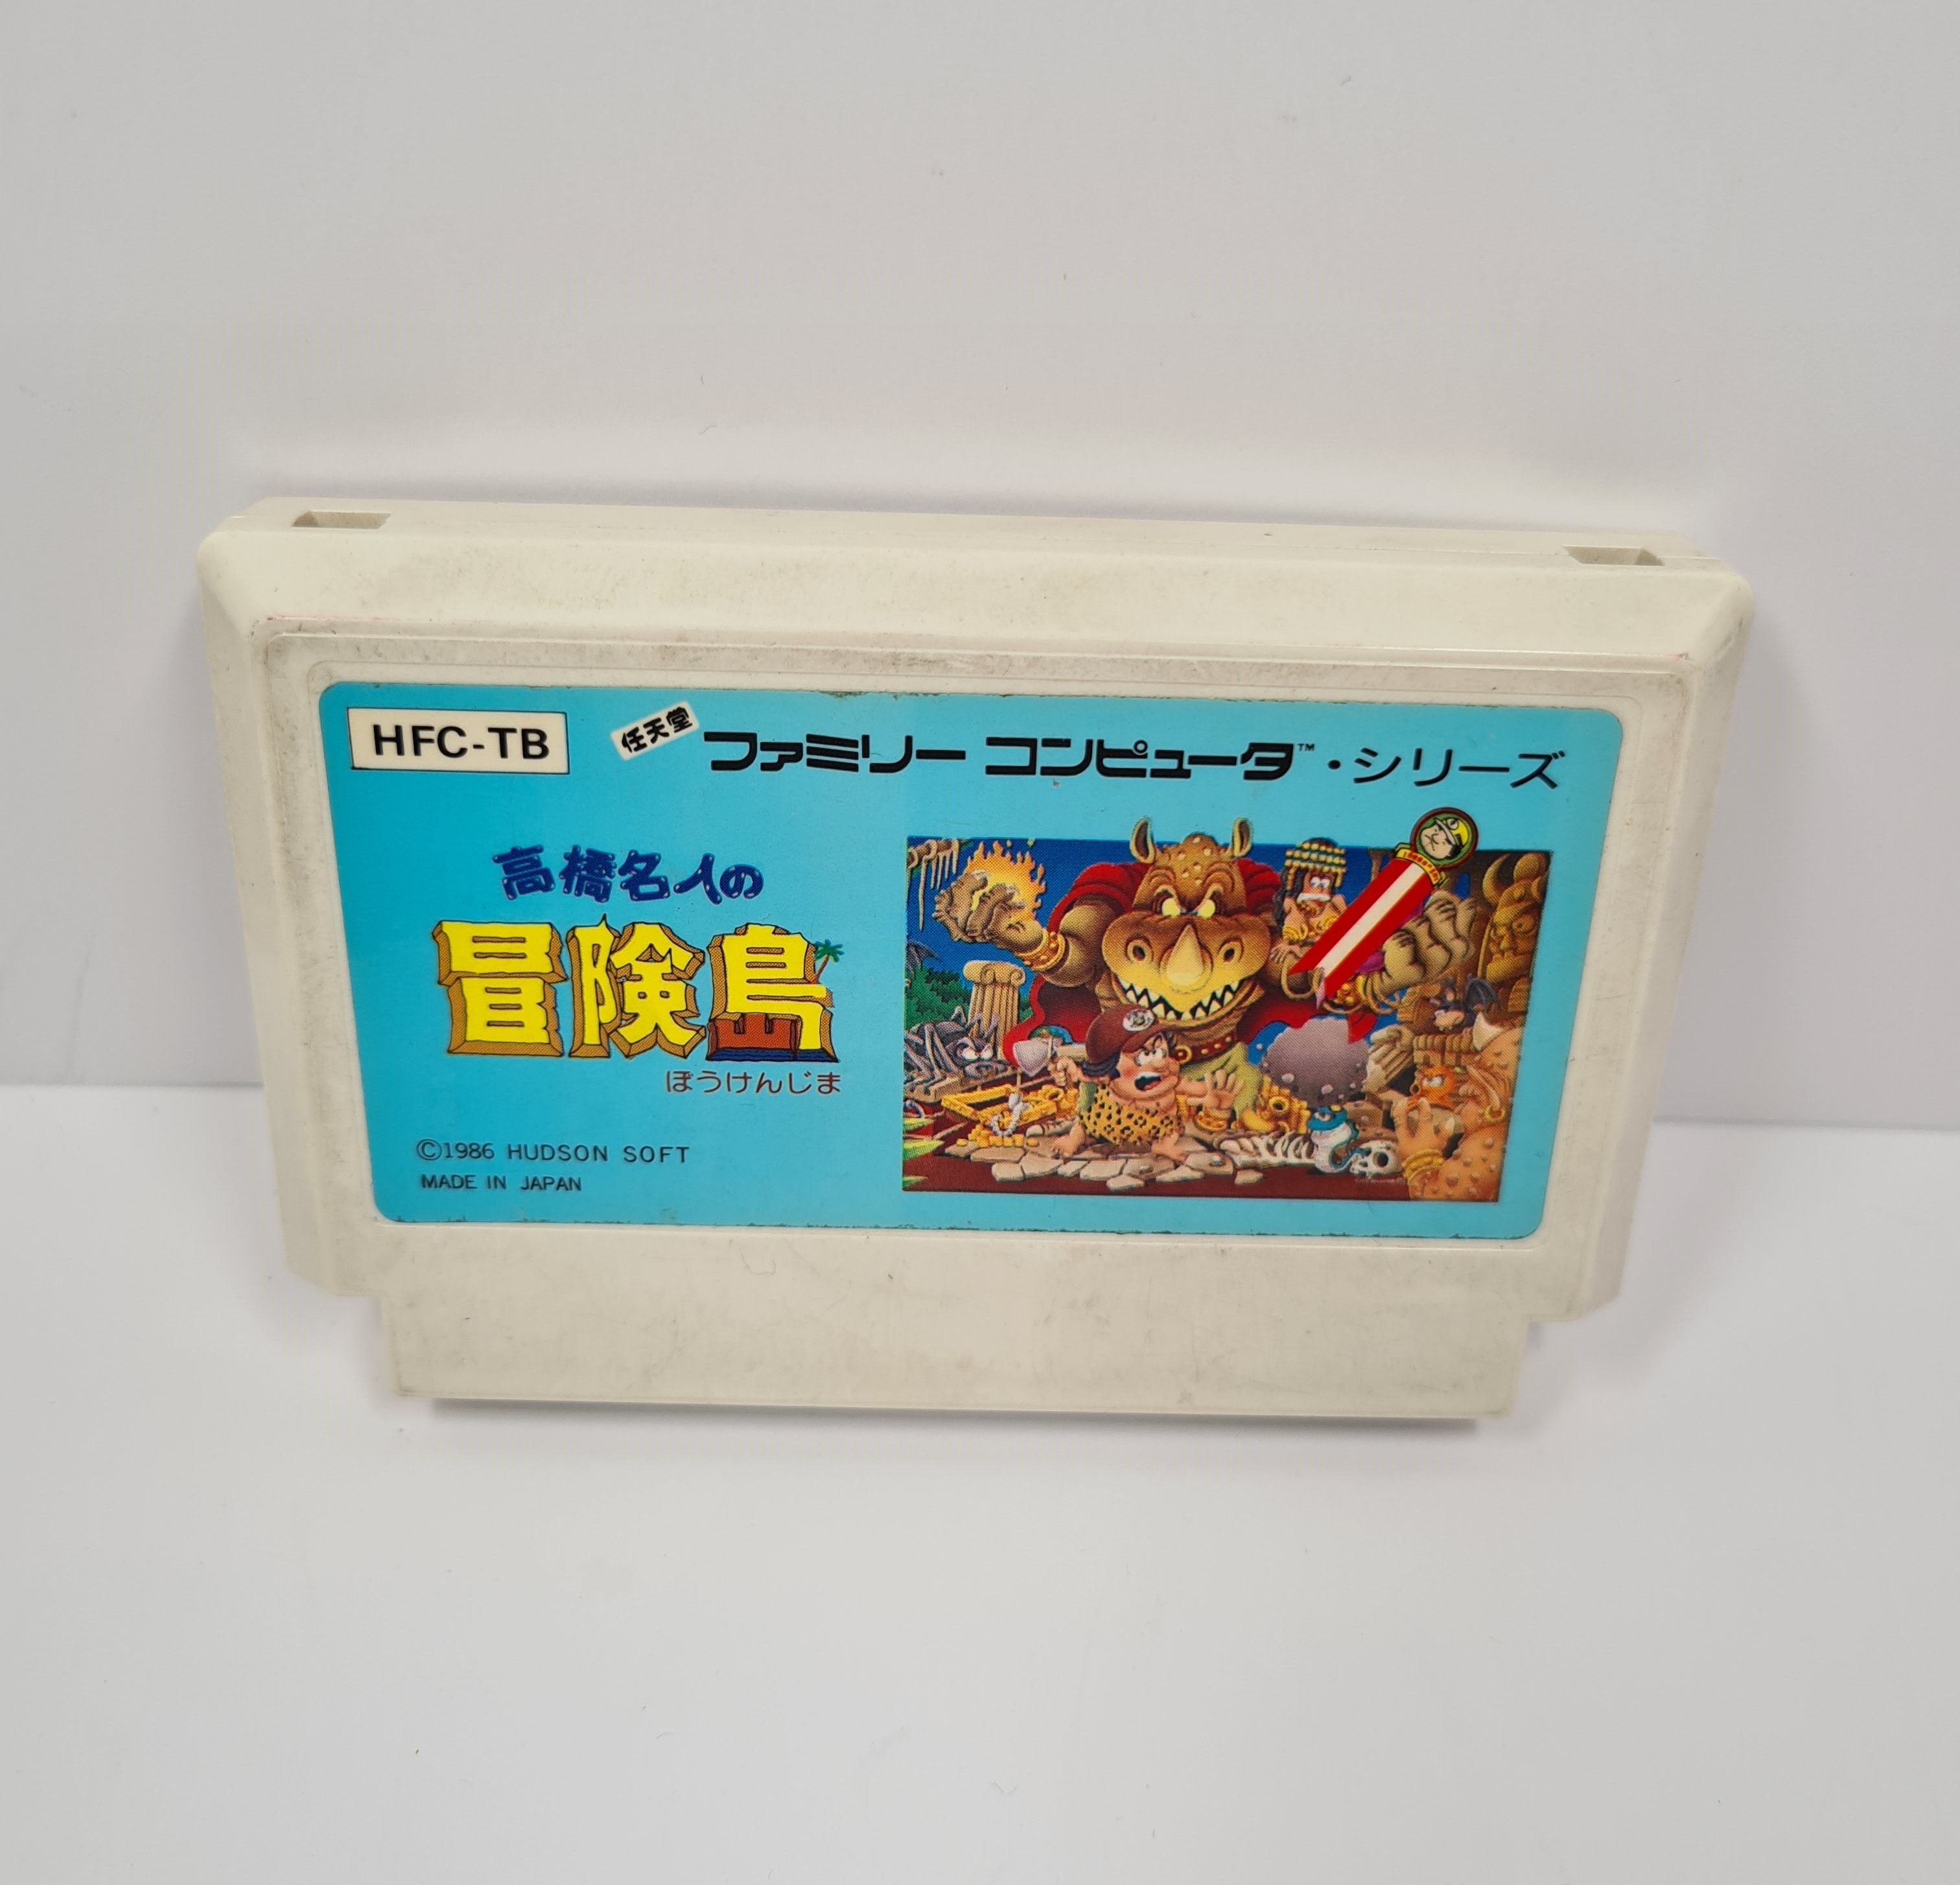 HFC-TB
任天堂 ファミリー コンピュータ™・シリーズ
高橋名人の
冒険島
ぼうけんじま
©1986 HUDSON SOFT
MADE IN JAPAN